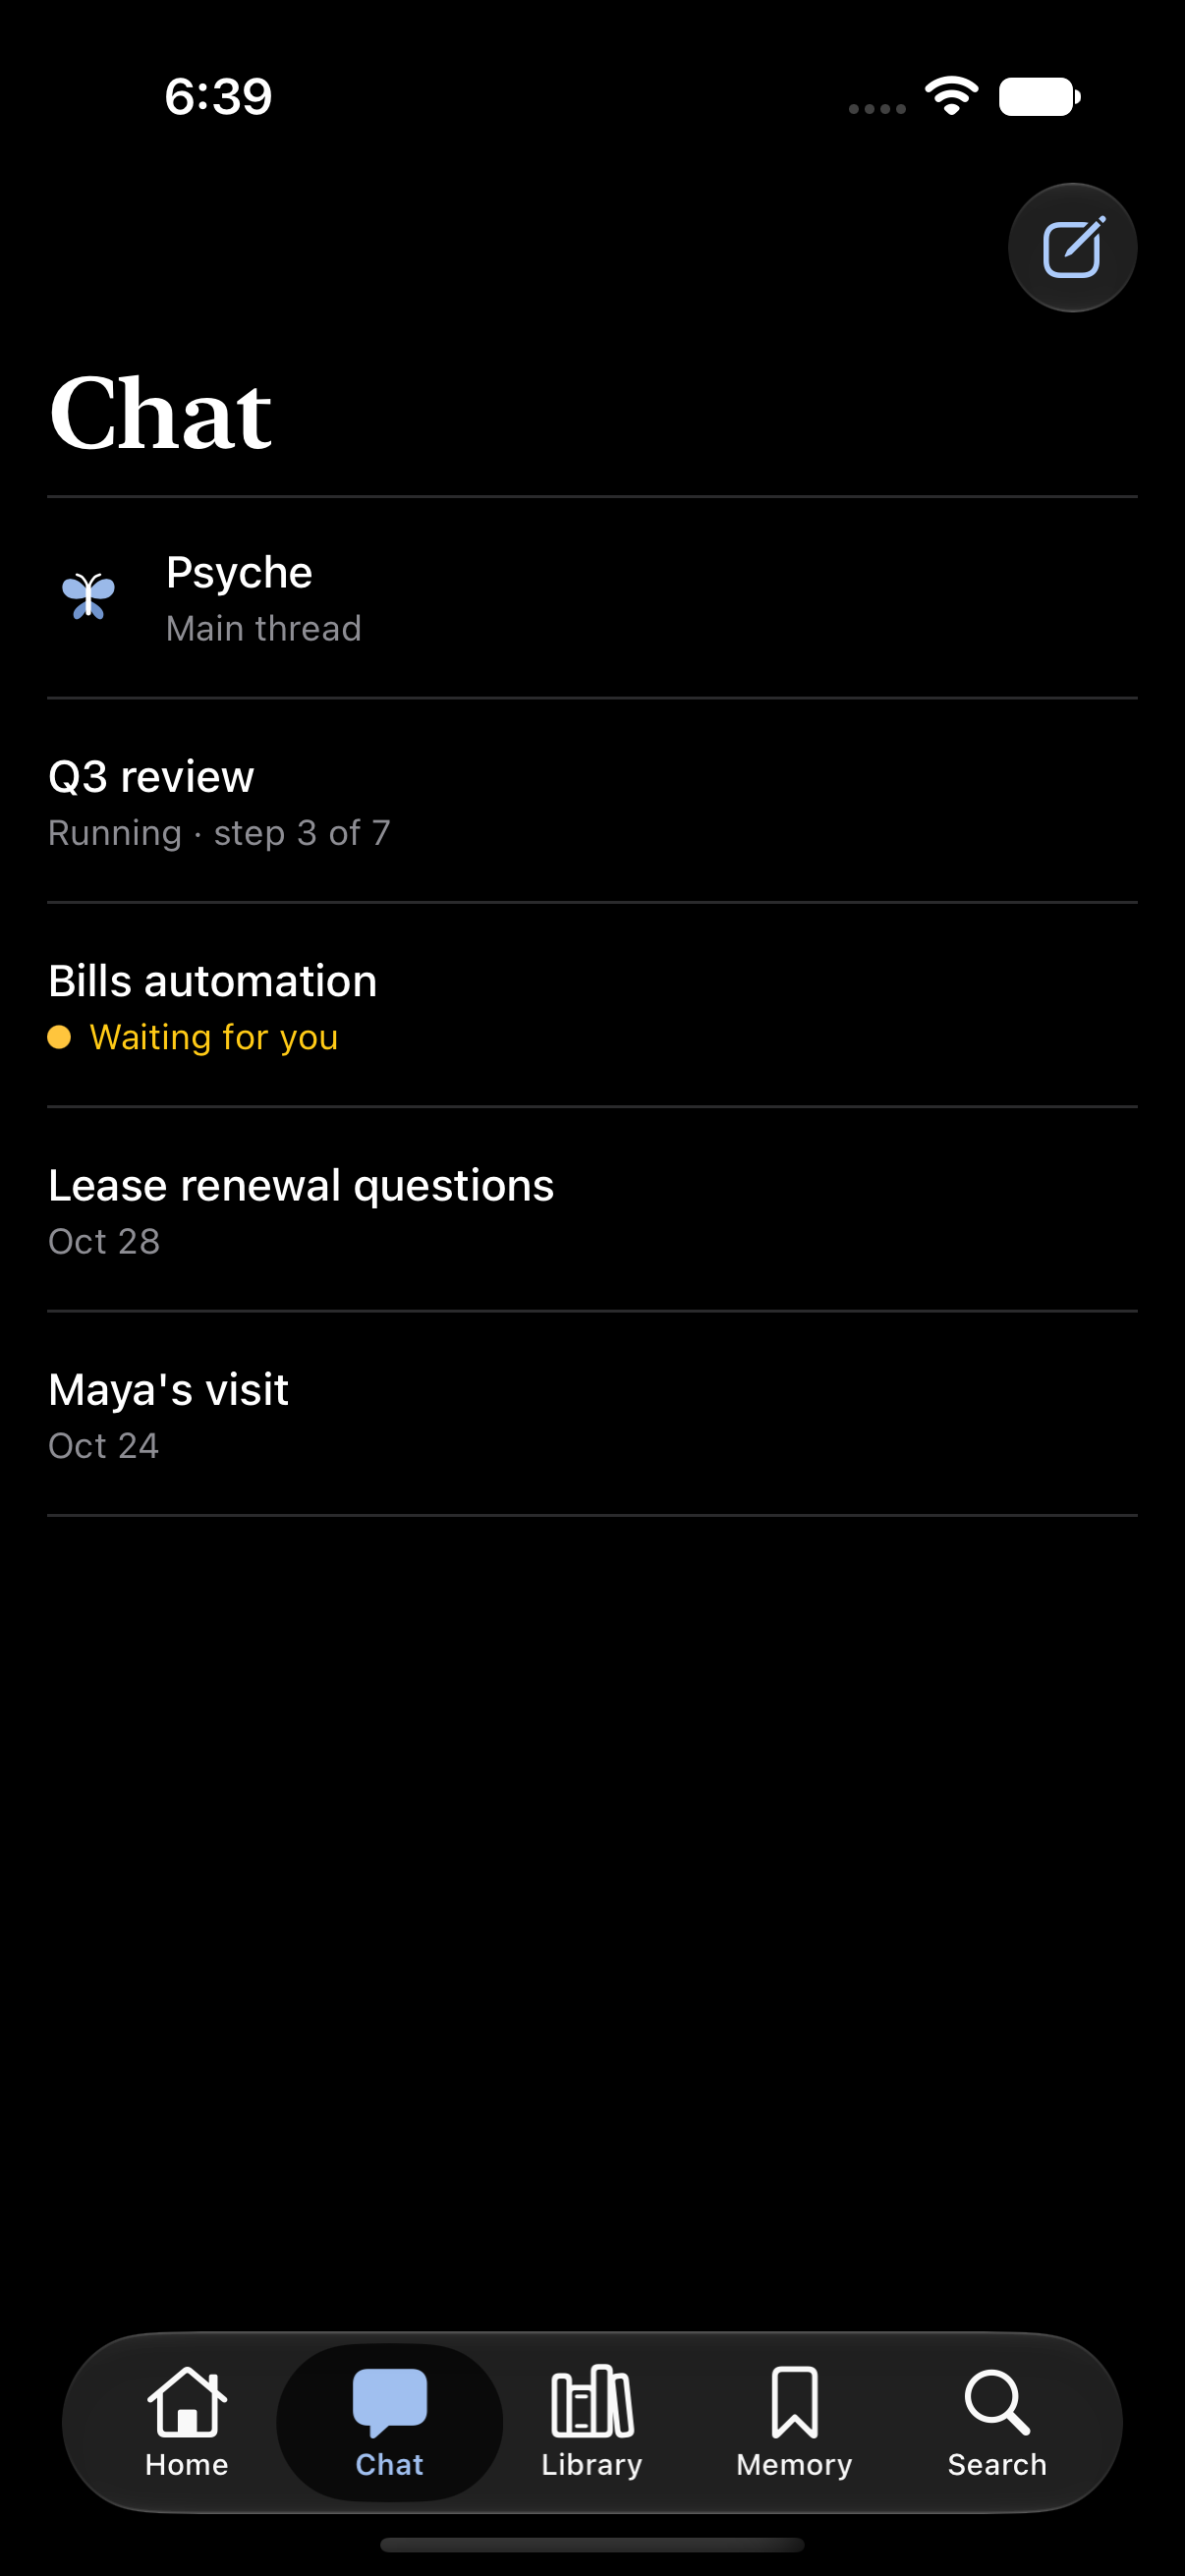 6:39
Chat
Psyche
Main thread
Q3 review
Running · step 3 of 7
Bills automation
Waiting for you
Lease renewal questions
Oct 28
Maya's visit
Oct 24
Home
Chat
Library
Memory
Search